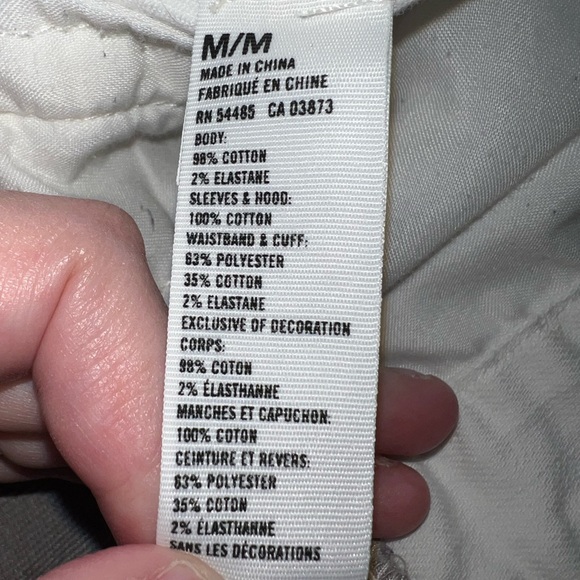 M/M
MADE IN CHINA
FABRIQUÉ EN CHINE
RN 54485 CA 03873
BODY:
98% COTTON
2% ELASTANE
SLEEVES & HOOD:
100% COTTON
WAISTBAND & CUFF:
63% POLYESTER
35% COTTON
2% ELASTANE
EXCLUSIVE OF DECORATION
CORPS:
98% COTON
2% ÉLASTHANNE
MANCHES ET CAPUCHON:
100% COTON
CEINTURE ET REVERS:
63% POLYESTER
35% COTON
2% ÉLASTHANNE
SANS LES DÉCORATIONS